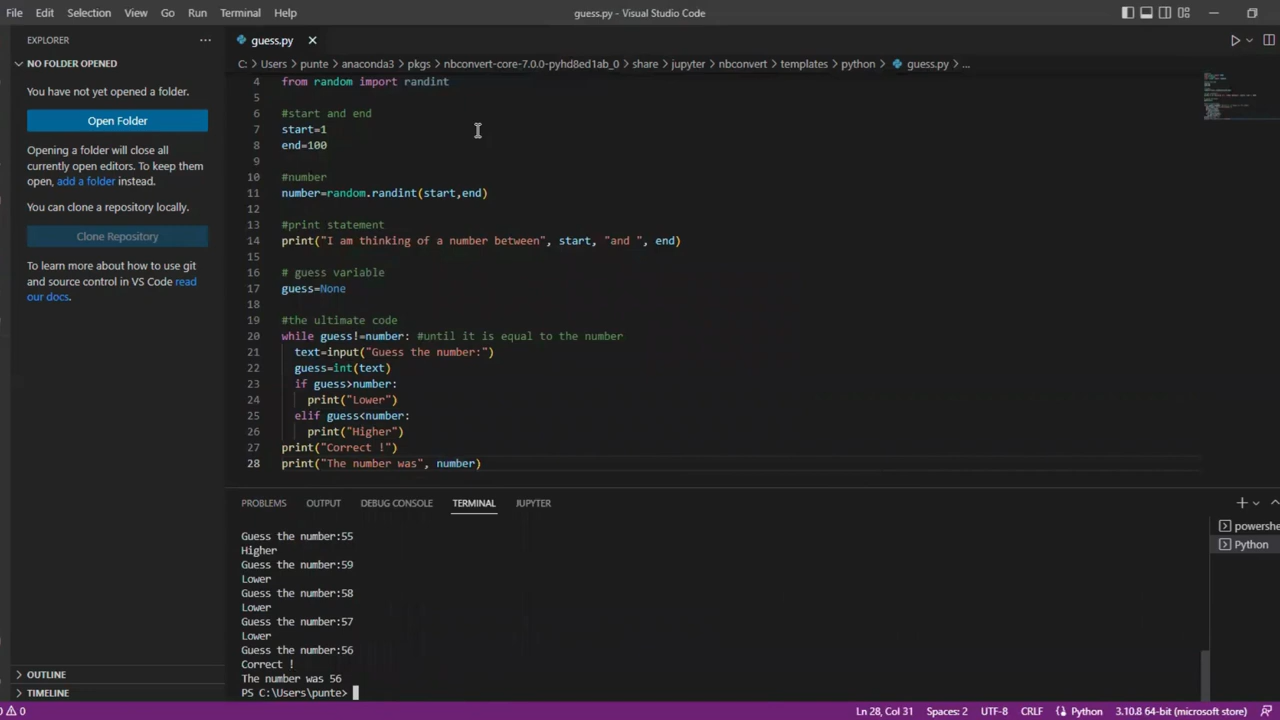 File Edit Selection View Go Run Terminal Help guess.py - Visual Studio Code
EXPLORER
NO FOLDER OPENED
You have not yet opened a folder.
Open Folder
Opening a folder will close
all currently open editors. To keep them
open, add a folder instead.
You can clone a repository locally.
Clone Repository
To learn more about how to use git
and source control in VS Code read
our docs.
OUTLINE
TIMELINE
guess.py
C: > Users > punte > anaconda3 > pkgs > nbconvert-core-7.0.0-pyhd8ed1ab_0 > share > jupyter > nbconvert > templates > python > guess.py > ...
4 from random import randint
5
6 #start and end
7 start=1
8 end=100
9
10 #number
11 number=random.randint(start,end)
12
13 #print statement
14 print("I am thinking of a number between", start, "and ", end)
15
16 # guess variable
17 guess=None
18
19 #the ultimate code
20 while guess!=number: #until it is equal to the number
21 text=input("Guess the number:")
22 guess=int(text)
23 if guess>number:
24 print("Lower")
25 elif guess<number:
26 print("Higher")
27 print("Correct !")
28 print("The number was", number)
PROBLEMS OUTPUT DEBUG CONSOLE TERMINAL JUPYTER
Guess the number:55
Higher
Guess the number:59
Lower
Guess the number:58
Lower
Guess the number:57
Lower
Guess the number:56
Correct !
The number was 56
PS C:\Users\punte>
powershe
Python
0 0 Ln 28, Col 31 Spaces: 2 UTF-8 CRLF Python 3.10.8 64-bit (microsoft store)